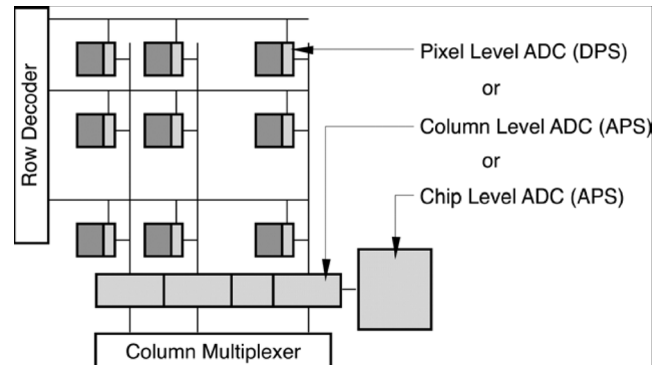 Row Decoder
Pixel Level ADC (DPS)
or
Column Level ADC (APS)
or
Chip Level ADC (APS)
Column Multiplexer